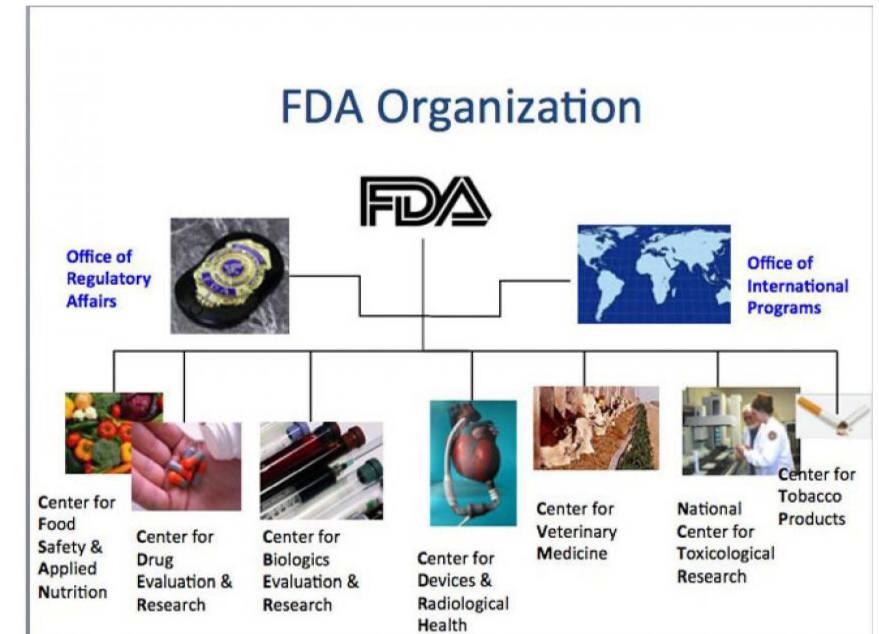 FDA Organization
FDA
Office of
Regulatory
Affairs
Office of
International
Programs
Center for
Food
Safety &
Applied
Nutrition
Center for
Drug
Evaluation &
Research
Center for
Biologics
Evaluation &
Research
Center for
Devices &
Radiological
Health
Center for
Veterinary
Medicine
National
Center for
Toxicological
Research
Center for
Tobacco
Products